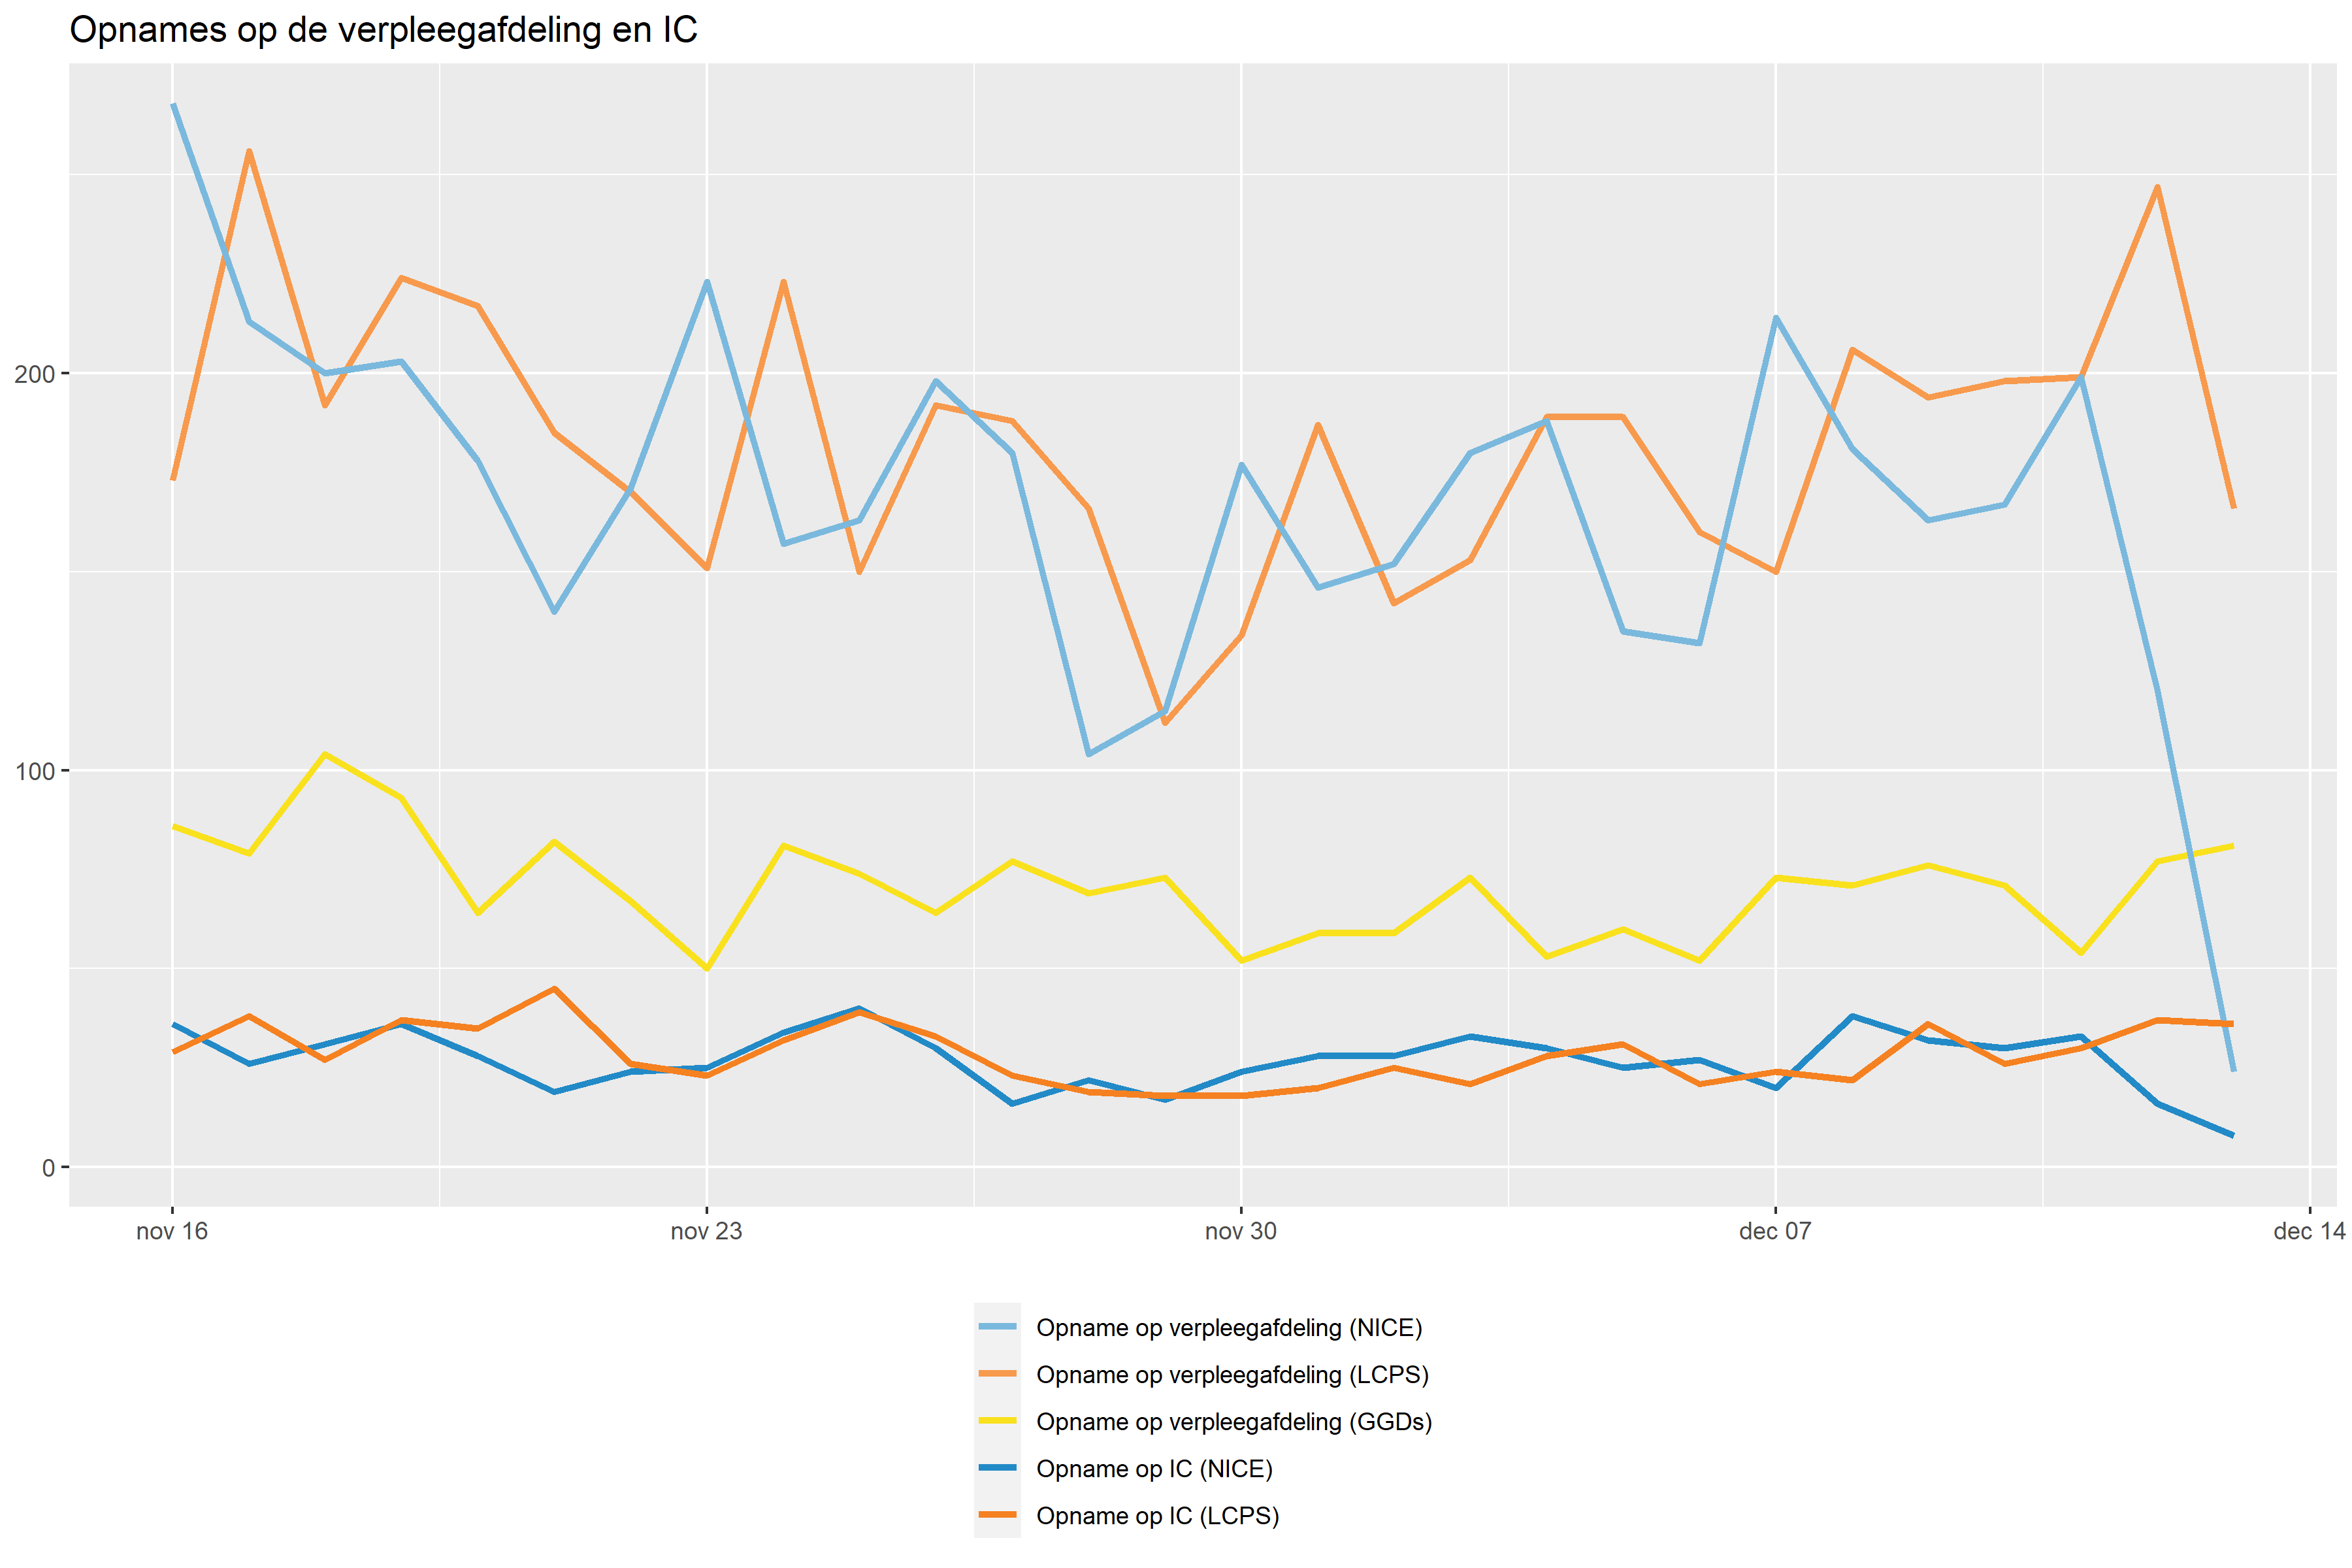 Opnames op de verpleegafdeling en IC
200
100
0
nov 16 nov 23 nov 30 dec 07 dec 14
Opname op verpleegafdeling (NICE)
Opname op verpleegafdeling (LCPS)
Opname op verpleegafdeling (GGDs)
Opname op IC (NICE)
Opname op IC (LCPS)